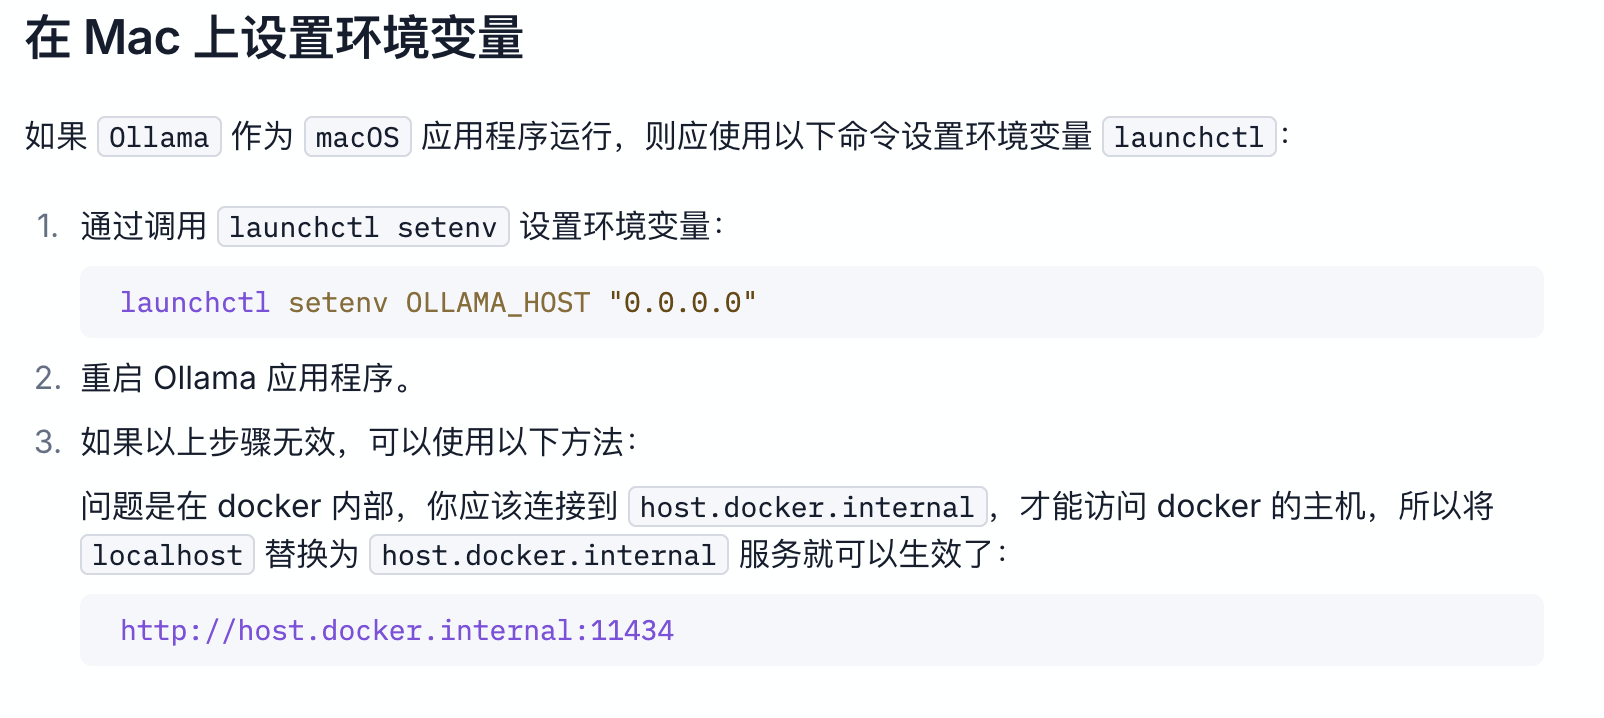 在 Mac 上设置环境变量
如果 Ollama 作为 macOS 应用程序运行，则应使用以下命令设置环境变量 launchctl：
1. 通过调用 launchctl setenv 设置环境变量：
launchctl setenv OLLAMA_HOST "0.0.0.0"
2. 重启 Ollama 应用程序。
3. 如果以上步骤无效，可以使用以下方法：
问题是在 docker 内部，你应该连接到 host.docker.internal，才能访问 docker 的主机，所以将
localhost 替换为 host.docker.internal 服务就可以生效了：
http://host.docker.internal:11434